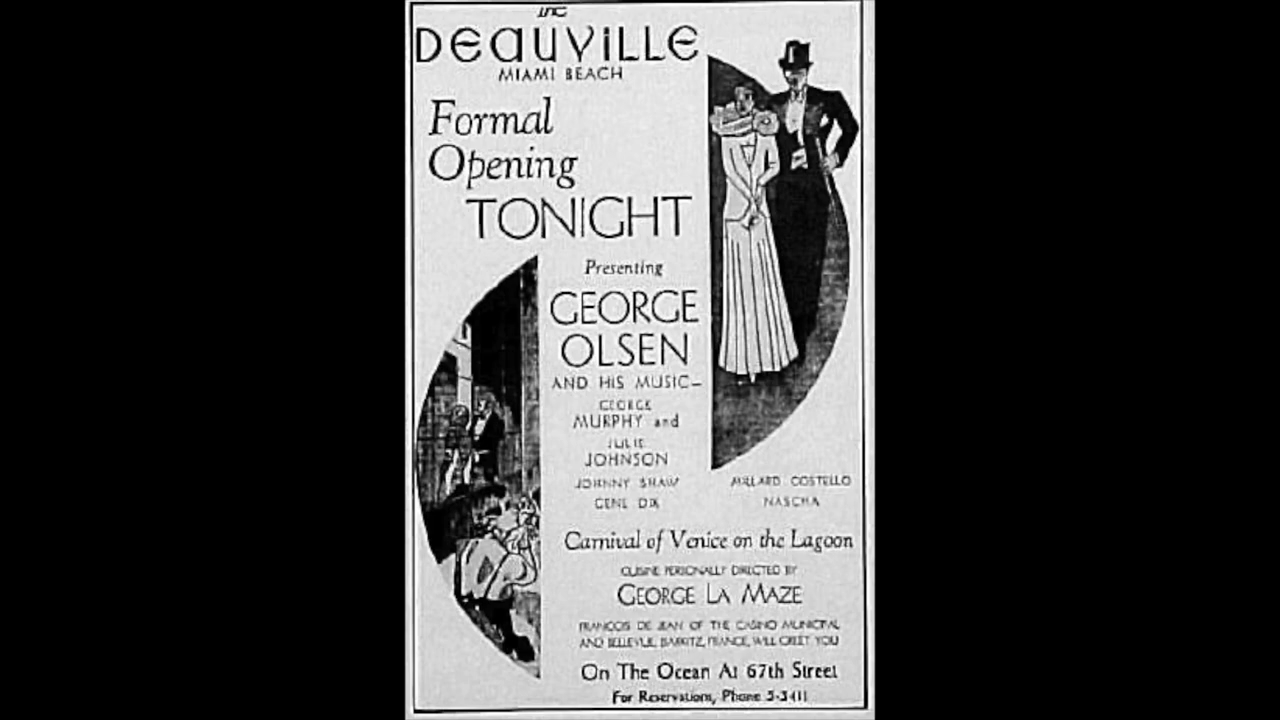 THE
DEAUVILLE
MIAMI BEACH
Formal
Opening
TONIGHT
Presenting
GEORGE
OLSEN
AND HIS MUSIC—
GEORGE
MURPHY and
JULIE
JOHNSON
JOHNNY SHAW
GENE DIX
MILLARD COSTELLO
NASCHA
Carnival of Venice on the Lagoon
CUISINE PERSONALLY DIRECTED BY
GEORGE LA MAZE
FRANCOIS DE JEAN OF THE CASINO MUNICIPAL
AND BELLEVUE, BIARRITZ, FRANCE, WILL GREET YOU
On The Ocean At 67th Street
For Reservations, Phone 5-3411